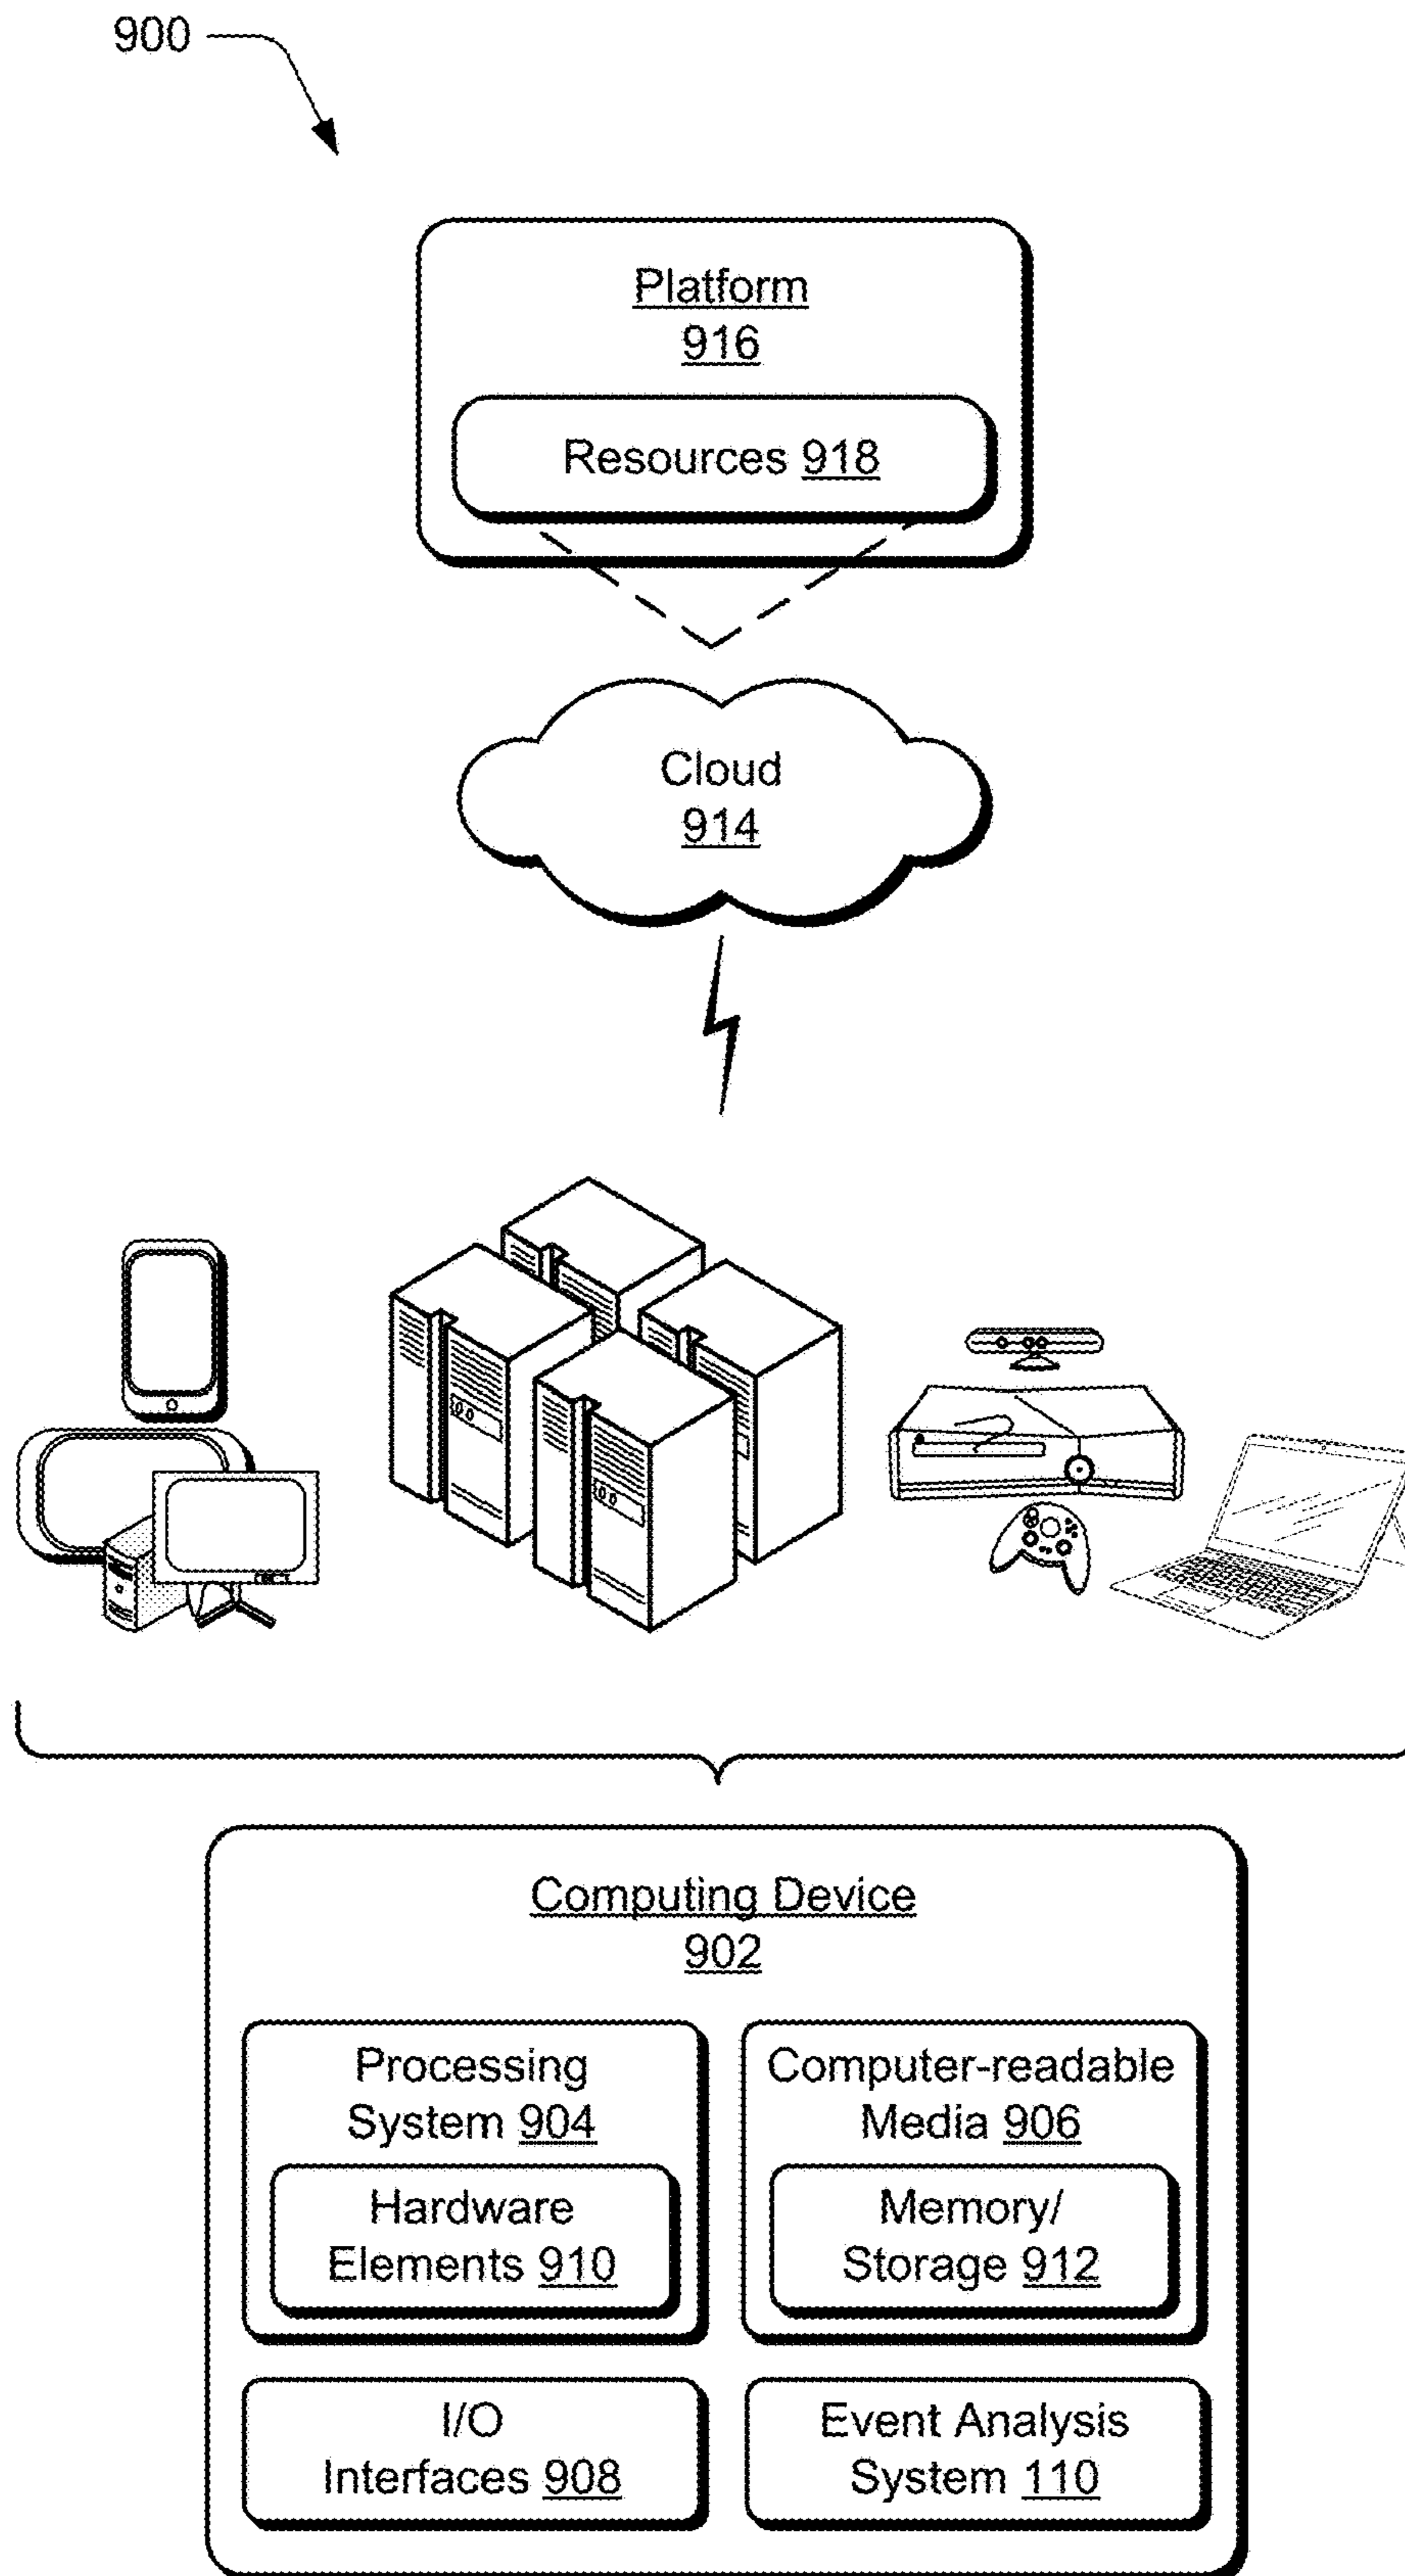 900
Platform
916
Resources 918
Cloud
914
Computing Device
902
Processing
System 904
Hardware
Elements 910
Computer-readable
Media 906
Memory/
Storage 912
I/O
Interfaces 908
Event Analysis
System 110